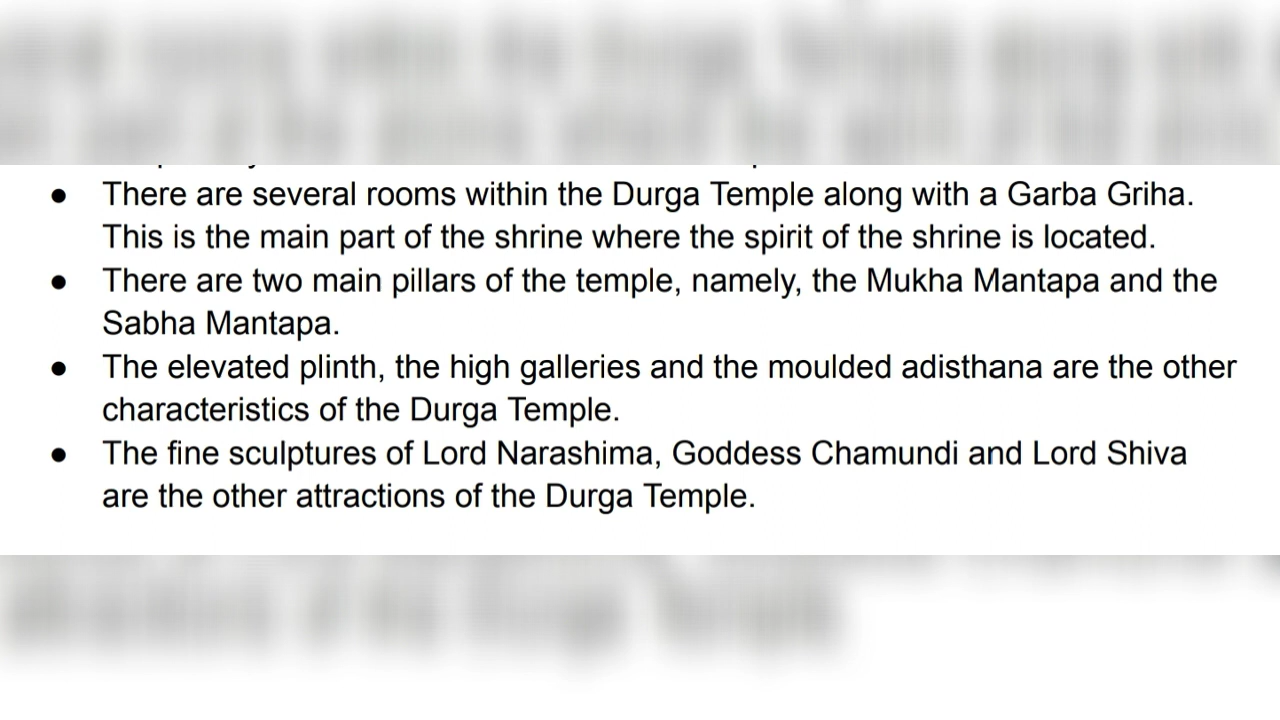 ● There are several rooms within the Durga Temple along with a Garba Griha.
This is the main part of the shrine where the spirit of the shrine is located.
● There are two main pillars of the temple, namely, the Mukha Mantapa and the
Sabha Mantapa.
● The elevated plinth, the high galleries and the moulded adisthana are the other
characteristics of the Durga Temple.
● The fine sculptures of Lord Narashima, Goddess Chamundi and Lord Shiva
are the other attractions of the Durga Temple.